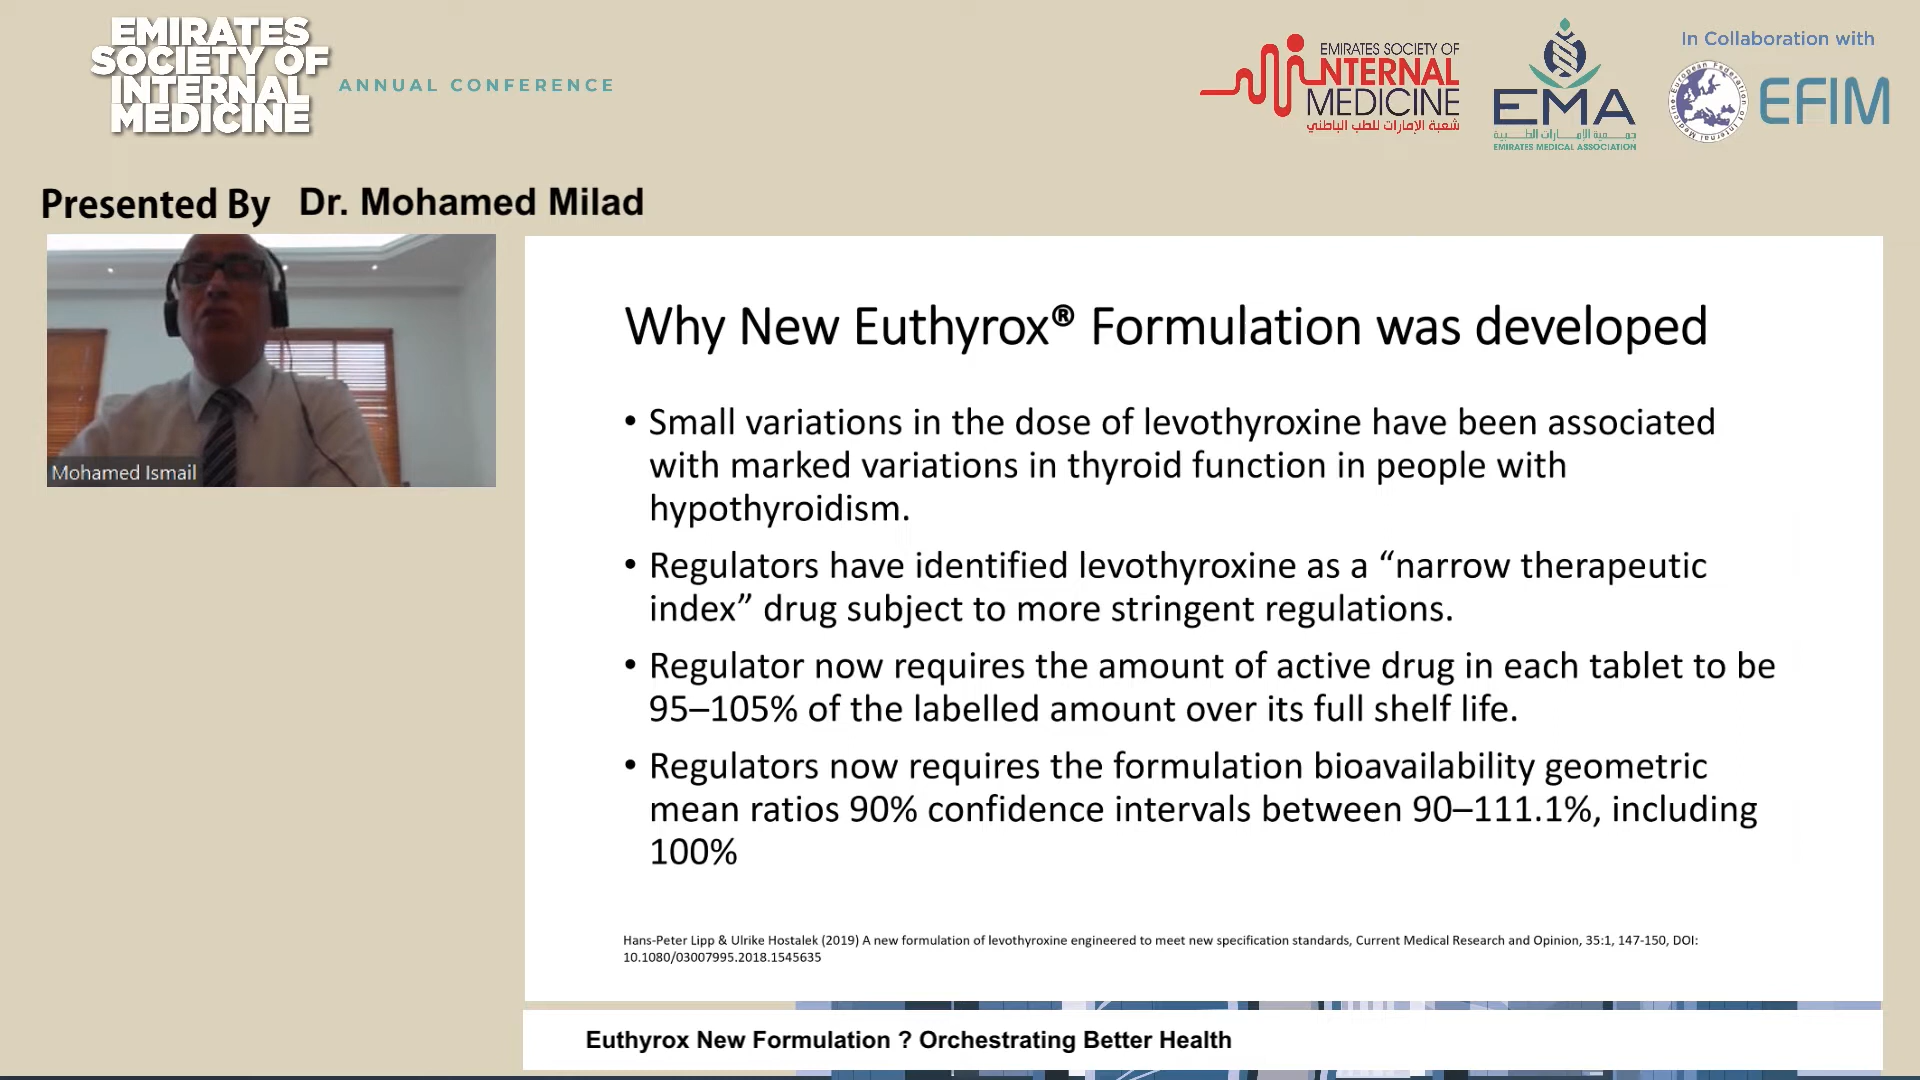 EMIRATES
SOCIETY OF
INTERNAL
MEDICINE
ANNUAL CONFERENCE
EMIRATES SOCIETY OF
INTERNAL
MEDICINE
شعبة الإمارات للطب الباطني
EMA
جمعية الإمارات الطبية
EMIRATES MEDICAL ASSOCIATION
In Collaboration with
European Federation of Internal Medicine
EFIM
Presented By Dr. Mohamed Milad
Mohamed Ismail
Why New Euthyrox® Formulation was developed
• Small variations in the dose of levothyroxine have been associated
with marked variations in thyroid function in people with
hypothyroidism.
• Regulators have identified levothyroxine as a “narrow therapeutic
index” drug subject to more stringent regulations.
• Regulator now requires the amount of active drug in each tablet to be
95–105% of the labelled amount over its full shelf life.
• Regulators now requires the formulation bioavailability geometric
mean ratios 90% confidence intervals between 90–111.1%, including
100%
Hans-Peter Lipp & Ulrike Hostalek (2019) A new formulation of levothyroxine engineered to meet new specification standards, Current Medical Research and Opinion, 35:1, 147-150, DOI:
10.1080/03007995.2018.1545635
Euthyrox New Formulation ? Orchestrating Better Health